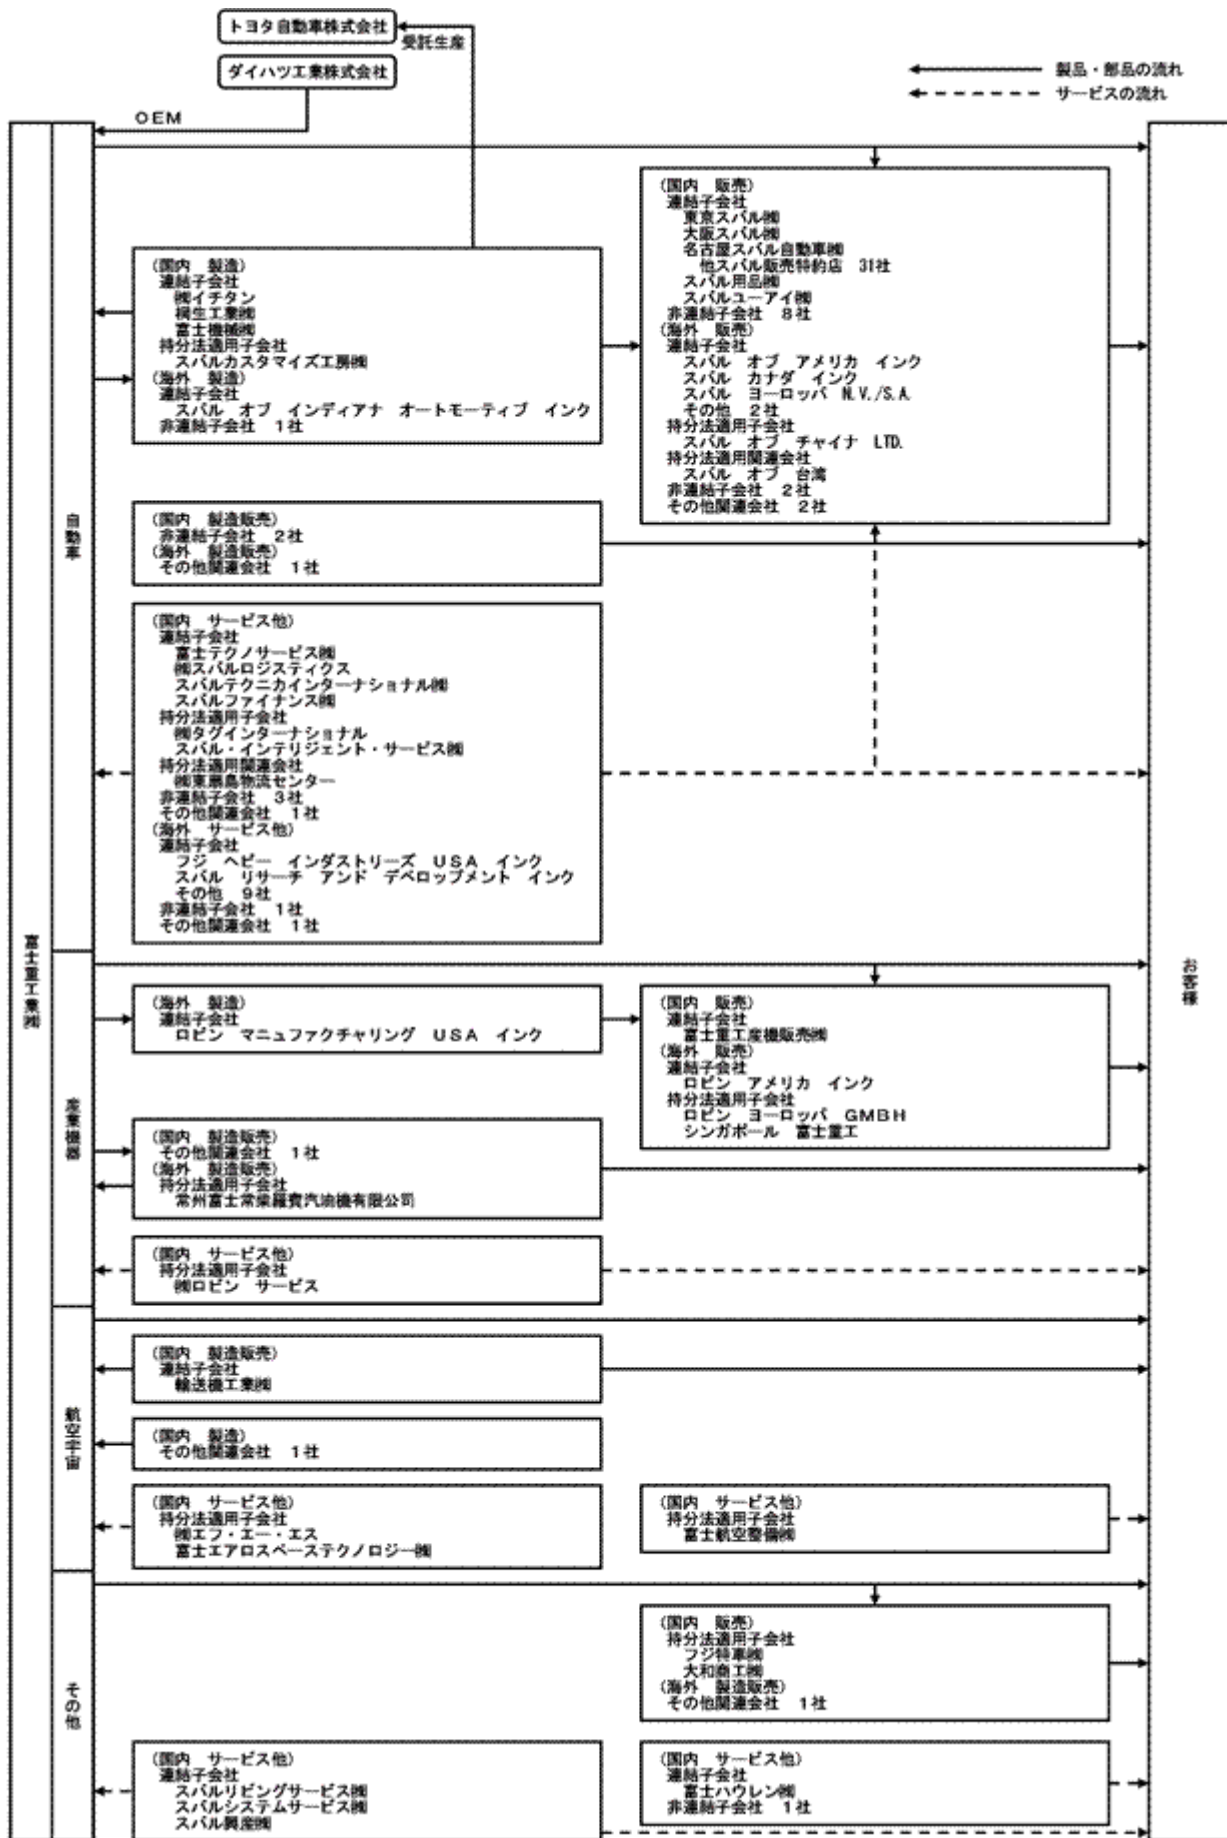 トヨタ自動車株式会社
受託生産
ダイハツ工業株式会社
製品・部品の流れ
サービスの流れ
OEM
富士重工業㈱
お客様
自動車
(国内 製造)
連結子会社
㈱イチタン
桐生工業㈱
富士機械㈱
持分法適用子会社
スバルカスタマイズ工房㈱
(海外 製造)
連結子会社
スバル オブ インディアナ オートモーティブ インク
非連結子会社 1社
(国内 販売)
連結子会社
東京スバル㈱
大阪スバル㈱
名古屋スバル自動車㈱
他スバル販売特約店 31社
スバル用品㈱
スバルユーアイ㈱
非連結子会社 8社
(海外 販売)
連結子会社
スバル オブ アメリカ インク
スバル カナダ インク
スバル ヨーロッパ N.V./S.A.
その他 2社
持分法適用子会社
スバル オブ チャイナ LTD.
持分法適用関連会社
スバル オブ 台湾
非連結子会社 2社
その他関連会社 2社
(国内 製造販売)
非連結子会社 2社
(海外 製造販売)
その他関連会社 1社
(国内 サービス他)
連結子会社
富士テクノサービス㈱
㈱スバルロジスティクス
スバルテクニカインターナショナル㈱
スバルファイナンス㈱
持分法適用子会社
㈱タグインターナショナル
スバル・インテリジェント・サービス㈱
持分法適用関連会社
㈱東扇島物流センター
非連結子会社 3社
その他関連会社 1社
(海外 サービス他)
連結子会社
フジ ヘビー インダストリーズ USA インク
スバル リサーチ アンド デベロップメント インク
その他 9社
非連結子会社 1社
その他関連会社 1社
産業機器
(海外 製造)
連結子会社
ロビン マニュファクチャリング USA インク
(国内 販売)
連結子会社
富士重工産機販売㈱
(海外 販売)
連結子会社
ロビン アメリカ インク
持分法適用子会社
ロビン ヨーロッパ GMBH
シンガポール 富士重工
(国内 製造販売)
その他関連会社 1社
(海外 製造販売)
持分法適用子会社
常州富士常柴羅賓汽油機有限公司
(国内 サービス他)
持分法適用子会社
㈱ロビン サービス
航空宇宙
(国内 製造販売)
連結子会社
輸送機工業㈱
(国内 製造)
その他関連会社 1社
(国内 サービス他)
持分法適用子会社
㈱エフ・エー・エス
富士エアロスペーステクノロジー㈱
(国内 サービス他)
持分法適用子会社
富士航空整備㈱
その他
(国内 販売)
持分法適用子会社
フジ特車㈱
大和商工㈱
(海外 製造販売)
その他関連会社 1社
(国内 サービス他)
連結子会社
スバルリビングサービス㈱
スバルシステムサービス㈱
スバル興産㈱
(国内 サービス他)
連結子会社
富士ハウレン㈱
非連結子会社 1社